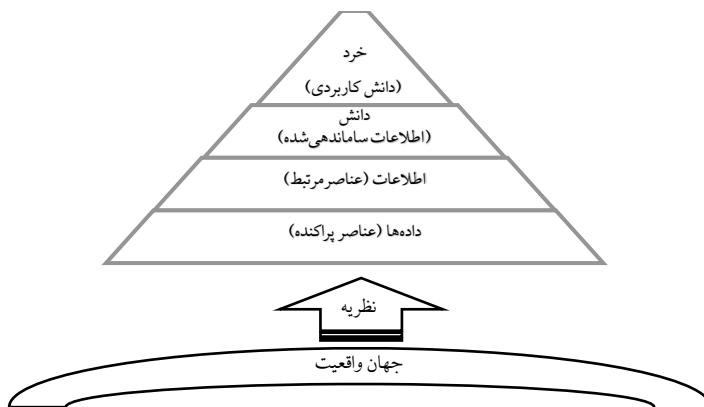 خرد
(دانش کاربردی)
دانش
(اطلاعات ساماندهی‌شده)
اطلاعات (عناصر مرتبط)
داده‌ها (عناصر پراکنده)
نظریه
جهان واقعیت